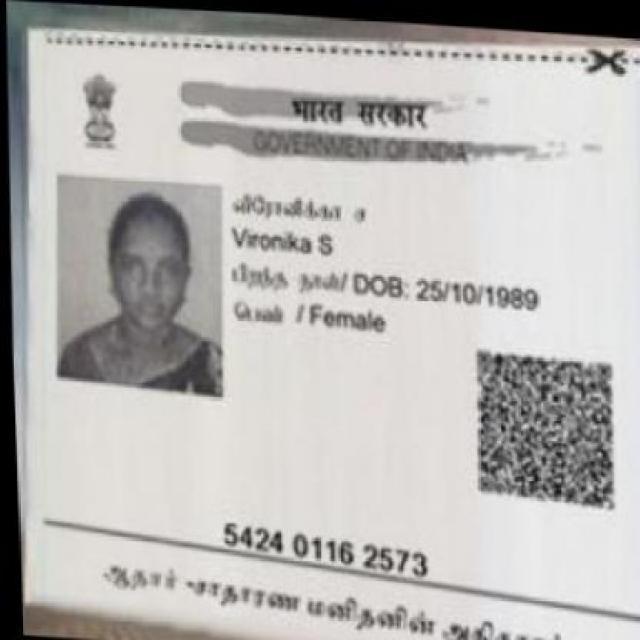 भारत सरकार
GOVERNMENT OF INDIA
Vironika S
பிறந்த நாள்/ DOB: 25/10/1989
பெண் / Female
5424 0116 2573
ஆதார் - சாதாரண மனிதனின்